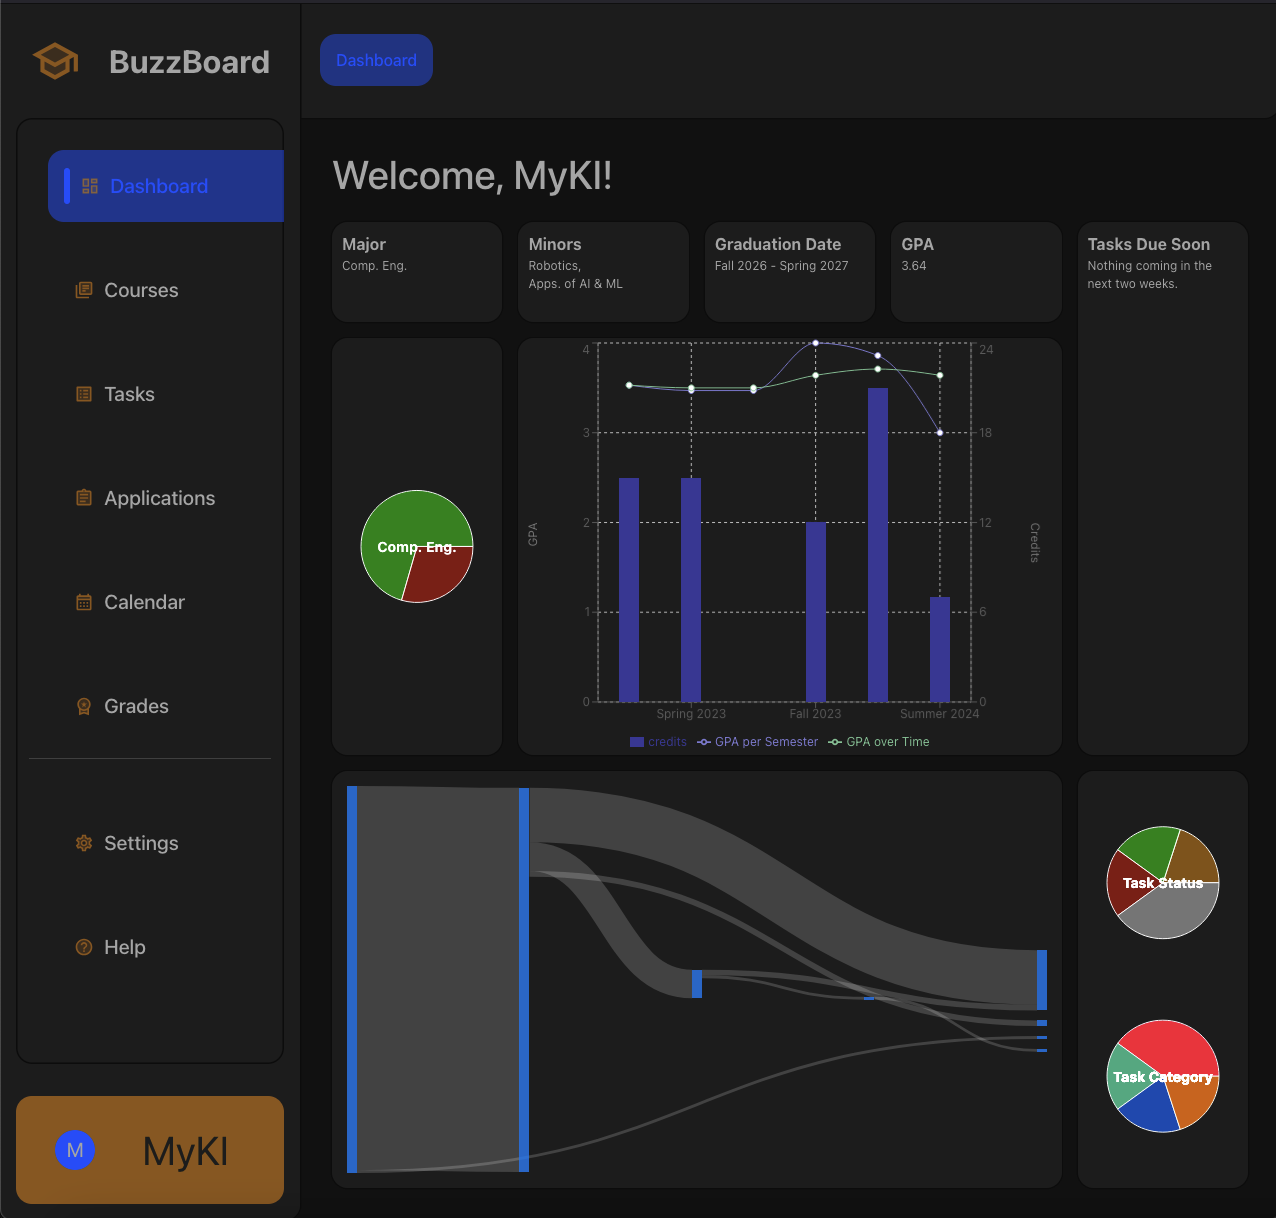 BuzzBoard
Dashboard
Dashboard
Courses
Tasks
Applications
Calendar
Grades
Settings
Help
M
MyKI
Welcome, MyKI!
Major
Comp. Eng.
Minors
Robotics,
Apps. of AI & ML
Graduation Date
Fall 2026 - Spring 2027
GPA
3.64
Tasks Due Soon
Nothing coming in the
next two weeks.
Comp. Eng.
4
3
2
1
0
GPA
24
18
12
6
0
Credits
Spring 2023
Fall 2023
Summer 2024
credits
GPA per Semester
GPA over Time
Task Status
Task Category